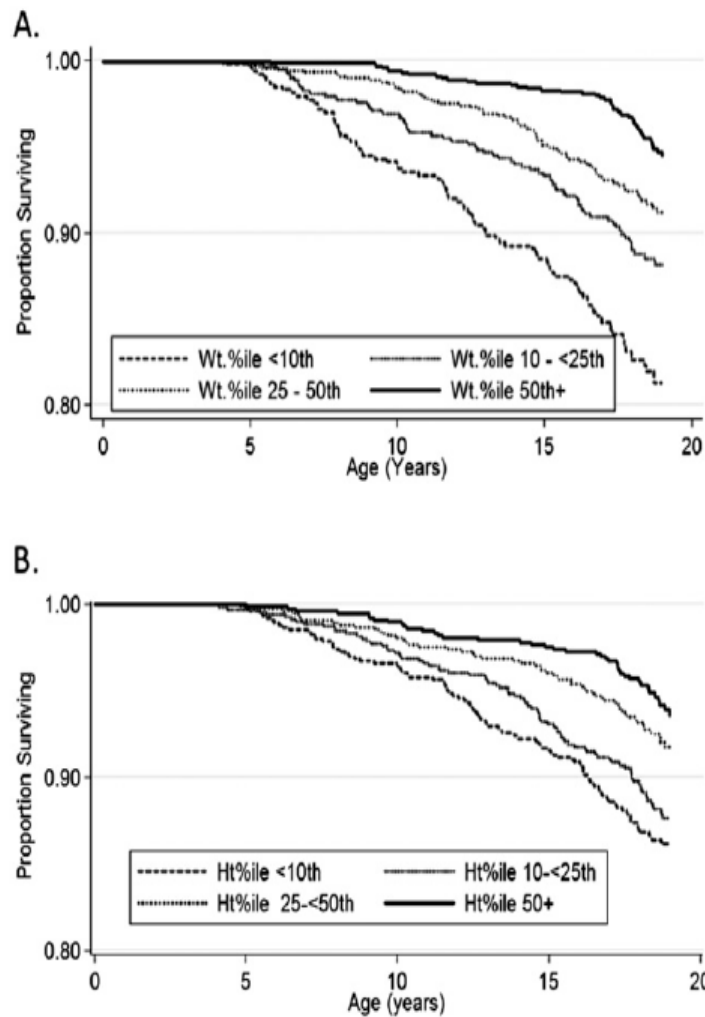 A.
1.00
0.90
0.80
Proportion Surviving
Wt.%ile <10th Wt.%ile 10 - <25th
Wt.%ile 25 - 50th Wt.%ile 50th+
0 5 10 15 20
Age (Years)
B.
1.00
0.90
0.80
Proportion Surviving
Ht%ile <10th Ht%ile 10-<25th
Ht%ile 25-<50th Ht%ile 50+
0 5 10 15 20
Age (years)